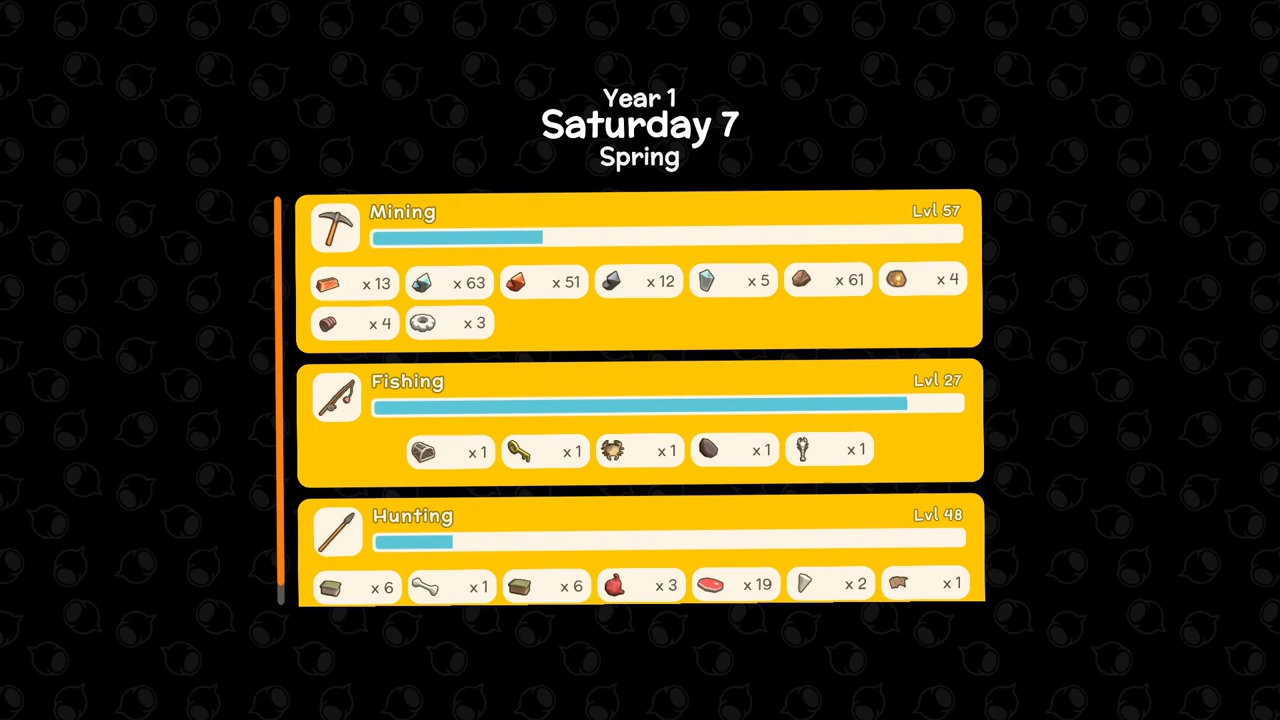 Year 1
Saturday 7
Spring
Mining Lvl 57
x 13 x 63 x 51 x 12 x 5 x 61 x 4
x 4 x 3
Fishing Lvl 27
x 1 x 1 x 1 x 1 x 1
Hunting Lvl 48
x 6 x 1 x 6 x 3 x 19 x 2 x 1